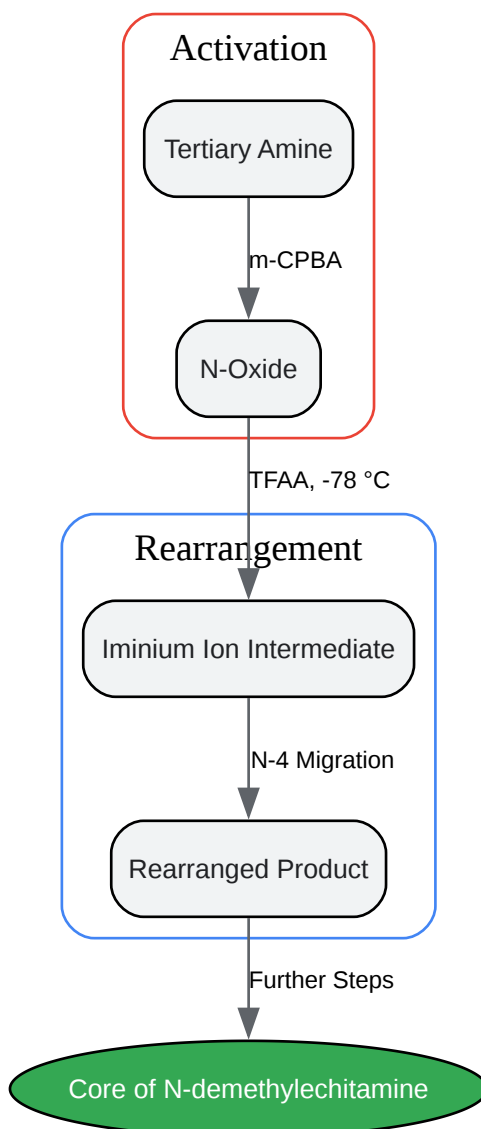 Activation
Tertiary Amine
m-CPBA
N-Oxide
TFAA, -78 °C
Rearrangement
Iminium Ion Intermediate
N-4 Migration
Rearranged Product
Further Steps
Core of N-demethylechitamine